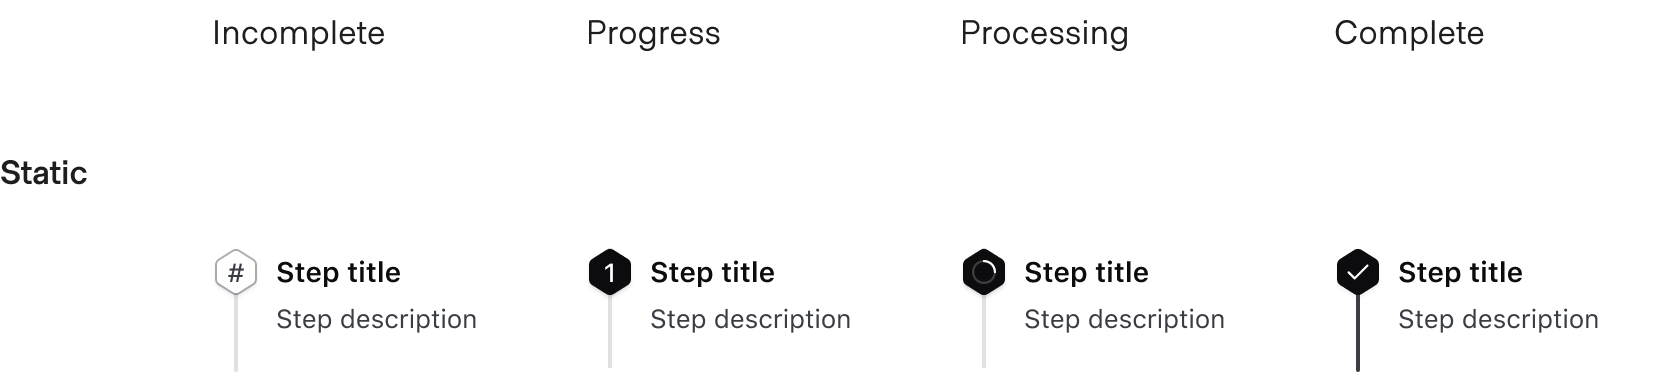 Incomplete Progress Processing Complete
Static
# Step title 1 Step title Step title Step title
Step description Step description Step description Step description